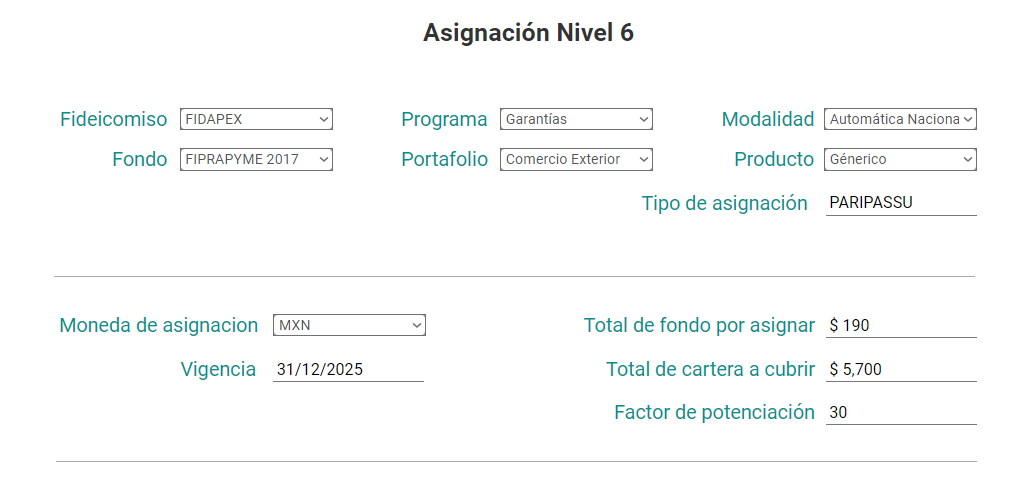 Asignación Nivel 6
Fideicomiso FIDAPEX Programa Garantías Modalidad Automática Naciona
Fondo FIPRAPYME 2017 Portafolio Comercio Exterior Producto Génerico
Tipo de asignación PARIPASSU
Moneda de asignacion MXN Total de fondo por asignar $ 190
Vigencia 31/12/2025 Total de cartera a cubrir $ 5,700
Factor de potenciación 30